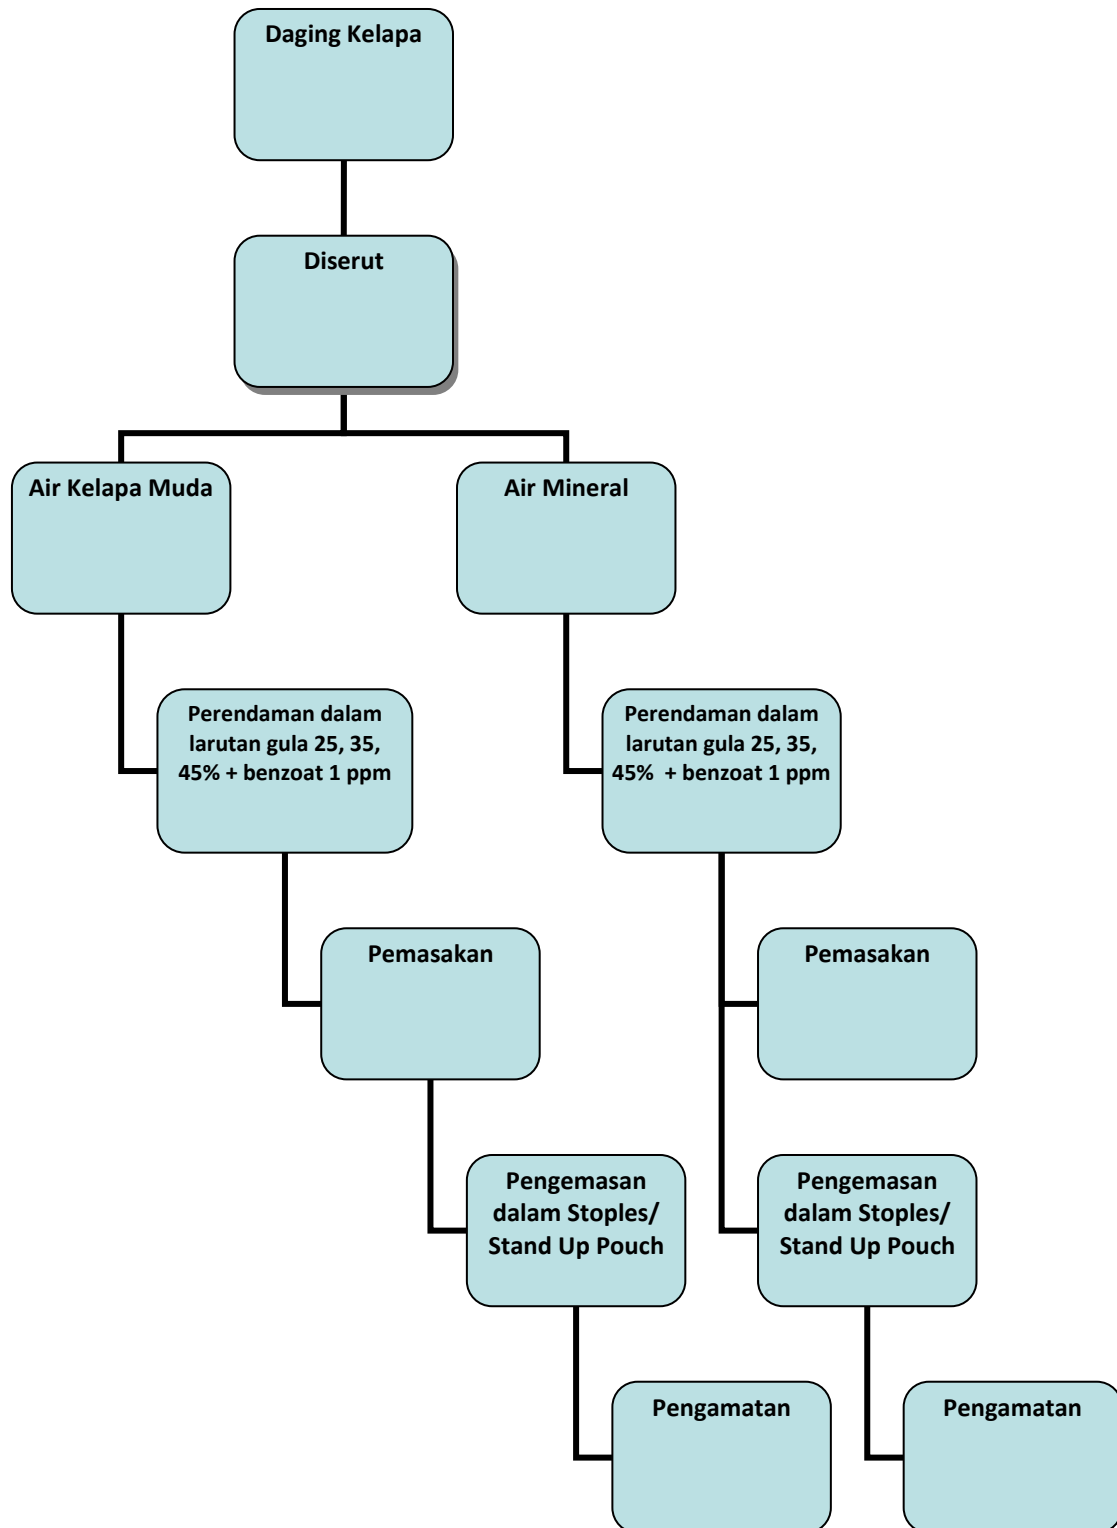 Daging Kelapa
Diserut
Air Kelapa Muda
Air Mineral
Perendaman dalam
larutan gula 25, 35,
45% + benzoat 1 ppm
Perendaman dalam
larutan gula 25, 35,
45%  + benzoat 1 ppm
Pemasakan
Pemasakan
Pengemasan
dalam Stoples/
Stand Up Pouch
Pengemasan
dalam Stoples/
Stand Up Pouch
Pengamatan
Pengamatan